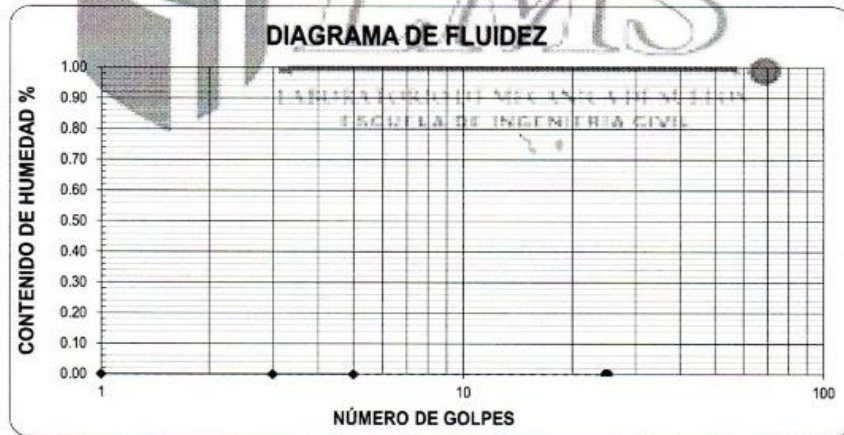 LMS
DIAGRAMA DE FLUIDEZ
LABORATORIO DE MECANICA DE SUELOS
ESCUELA DE INGENIERIA CIVIL
CONTENIDO DE HUMEDAD %
1.00
0.90
0.80
0.70
0.60
0.50
0.40
0.30
0.20
0.10
0.00
1
10
100
NÚMERO DE GOLPES